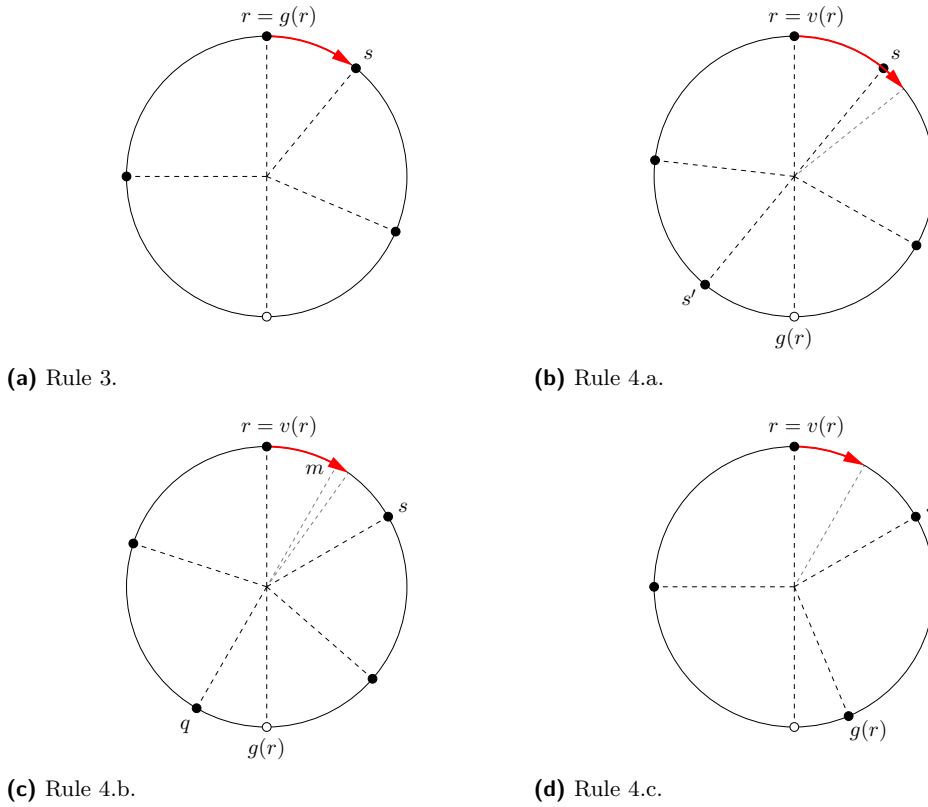 r = g(r)
s
(a) Rule 3.
r = v(r)
s
s′
g(r)
(b) Rule 4.a.
r = v(r)
m
s
q
g(r)
(c) Rule 4.b.
r = v(r)
g(r)
(d) Rule 4.c.